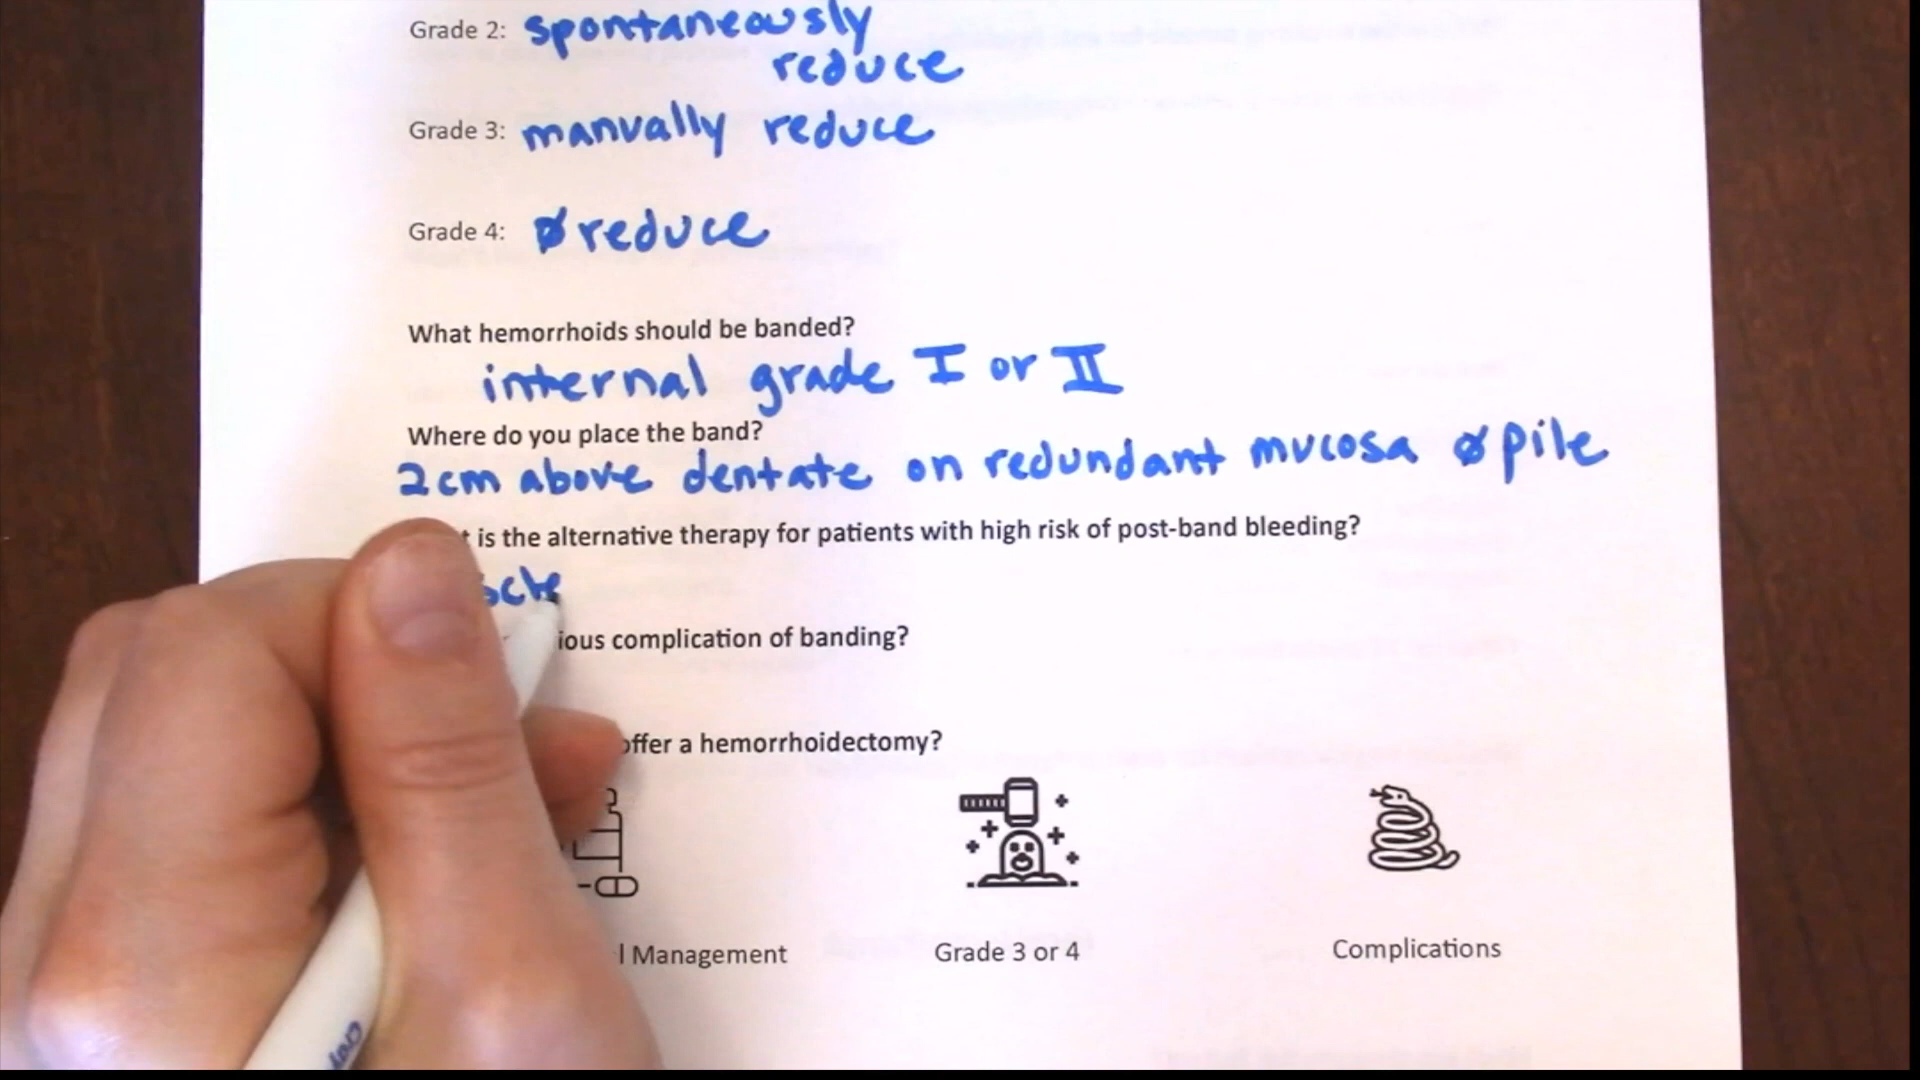 Grade 2: spontaneously
reduce
Grade 3: manually reduce
Grade 4: ø reduce
What hemorrhoids should be banded?
internal grade I or II
Where do you place the band?
2cm above dentate on redundant mucosa ø pile
is the alternative therapy for patients with high risk of post-band bleeding?
complication of banding?
offer a hemorrhoidectomy?
Management Grade 3 or 4 Complications